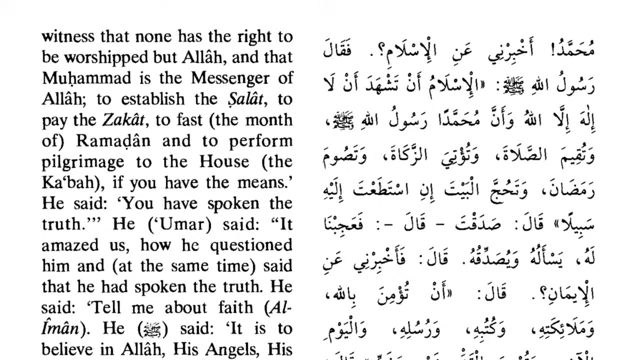 witness that none has the right to
be worshipped but Allâh, and that
Muḥammad is the Messenger of
Allâh; to establish the Ṣalât, to
pay the Zakât, to fast (the month
of) Ramaḍân and to perform
pilgrimage to the House (the
Ka'bah), if you have the means.'
He said: 'You have spoken the
truth.'" He ('Umar) said: "It
amazed us, how he questioned
him and (at the same time) said
that he had spoken the truth. He
said: 'Tell me about faith (Al-
Îmân). He (ﷺ) said: 'It is to
believe in Allâh, His Angels, His
مُحَمَّدُ! أَخْبِرْنِي عَنِ الْإِسْلَامِ؟. فَقَالَ
رَسُولُ اللهِ ﷺ: «الْإِسْلَامُ أَنْ تَشْهَدَ أَنْ لَا
إِلٰهَ إِلَّا اللهُ وَأَنَّ مُحَمَّدًا رَسُولُ اللهِ ﷺ،
وَتُقِيمَ الصَّلَاةَ، وَتُؤْتِيَ الزَّكَاةَ، وَتَصُومَ
رَمَضَانَ، وَتَحُجَّ الْبَيْتَ إِنِ اسْتَطَعْتَ إِلَيْهِ
سَبِيلًا» قَالَ: صَدَقْتَ - قَالَ -: فَعَجِبْنَا
لَهُ، يَسْأَلُهُ وَيُصَدِّقُهُ. قَالَ: فَأَخْبِرْنِي عَنِ
الْإِيمَانِ؟. قَالَ: «أَنْ تُؤْمِنَ بِاللهِ،
وَمَلَائِكَتِهِ، وَكُتُبِهِ، وَرُسُلِهِ، وَالْيَوْمِ